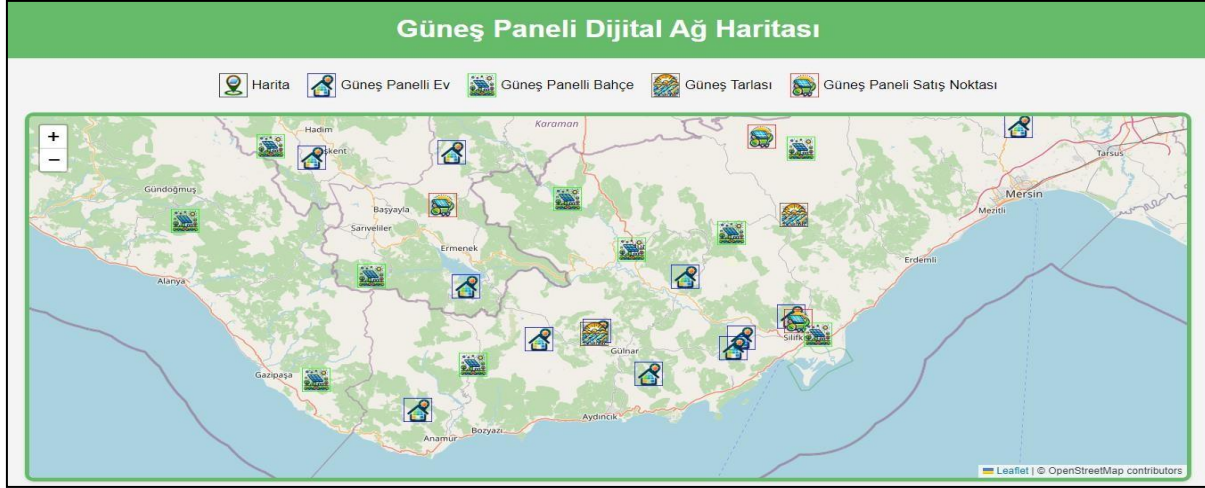 Güneş Paneli Dijital Ağ Haritası
Harita Güneş Panelli Ev Güneş Panelli Bahçe Güneş Tarlası Güneş Paneli Satış Noktası
+
−
Karaman
Hadim
Tarsus
Gündoğmuş
Mersin
Başyayla
Mezitli
Sarıveliler
Ermenek
Erdemli
Alanya
Gülnar
Gazipaşa
Aydıncık
Bozyazı
Anamur
Leaflet | © OpenStreetMap contributors